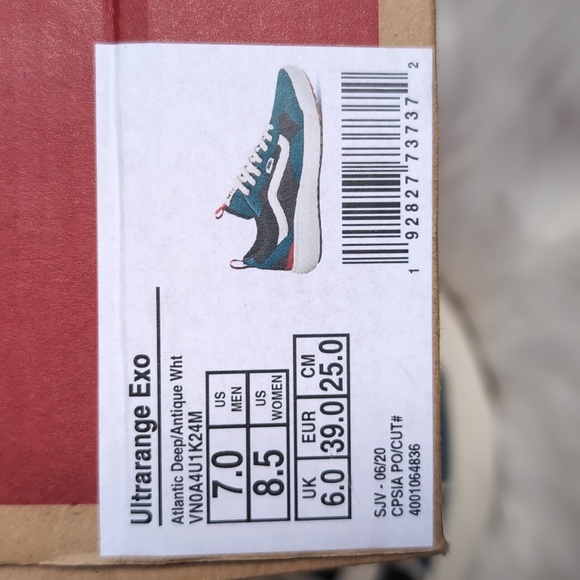 Ultrarange Exo
Atlantic Deep/Antique Wht
VN0A4U1K24M
7.0 US MEN
8.5 US WOMEN
UK EUR CM
6.0 39.0 25.0
SJV - 06/20
CPSIA PO/CUT#
4001064836
1 92827 73737 2